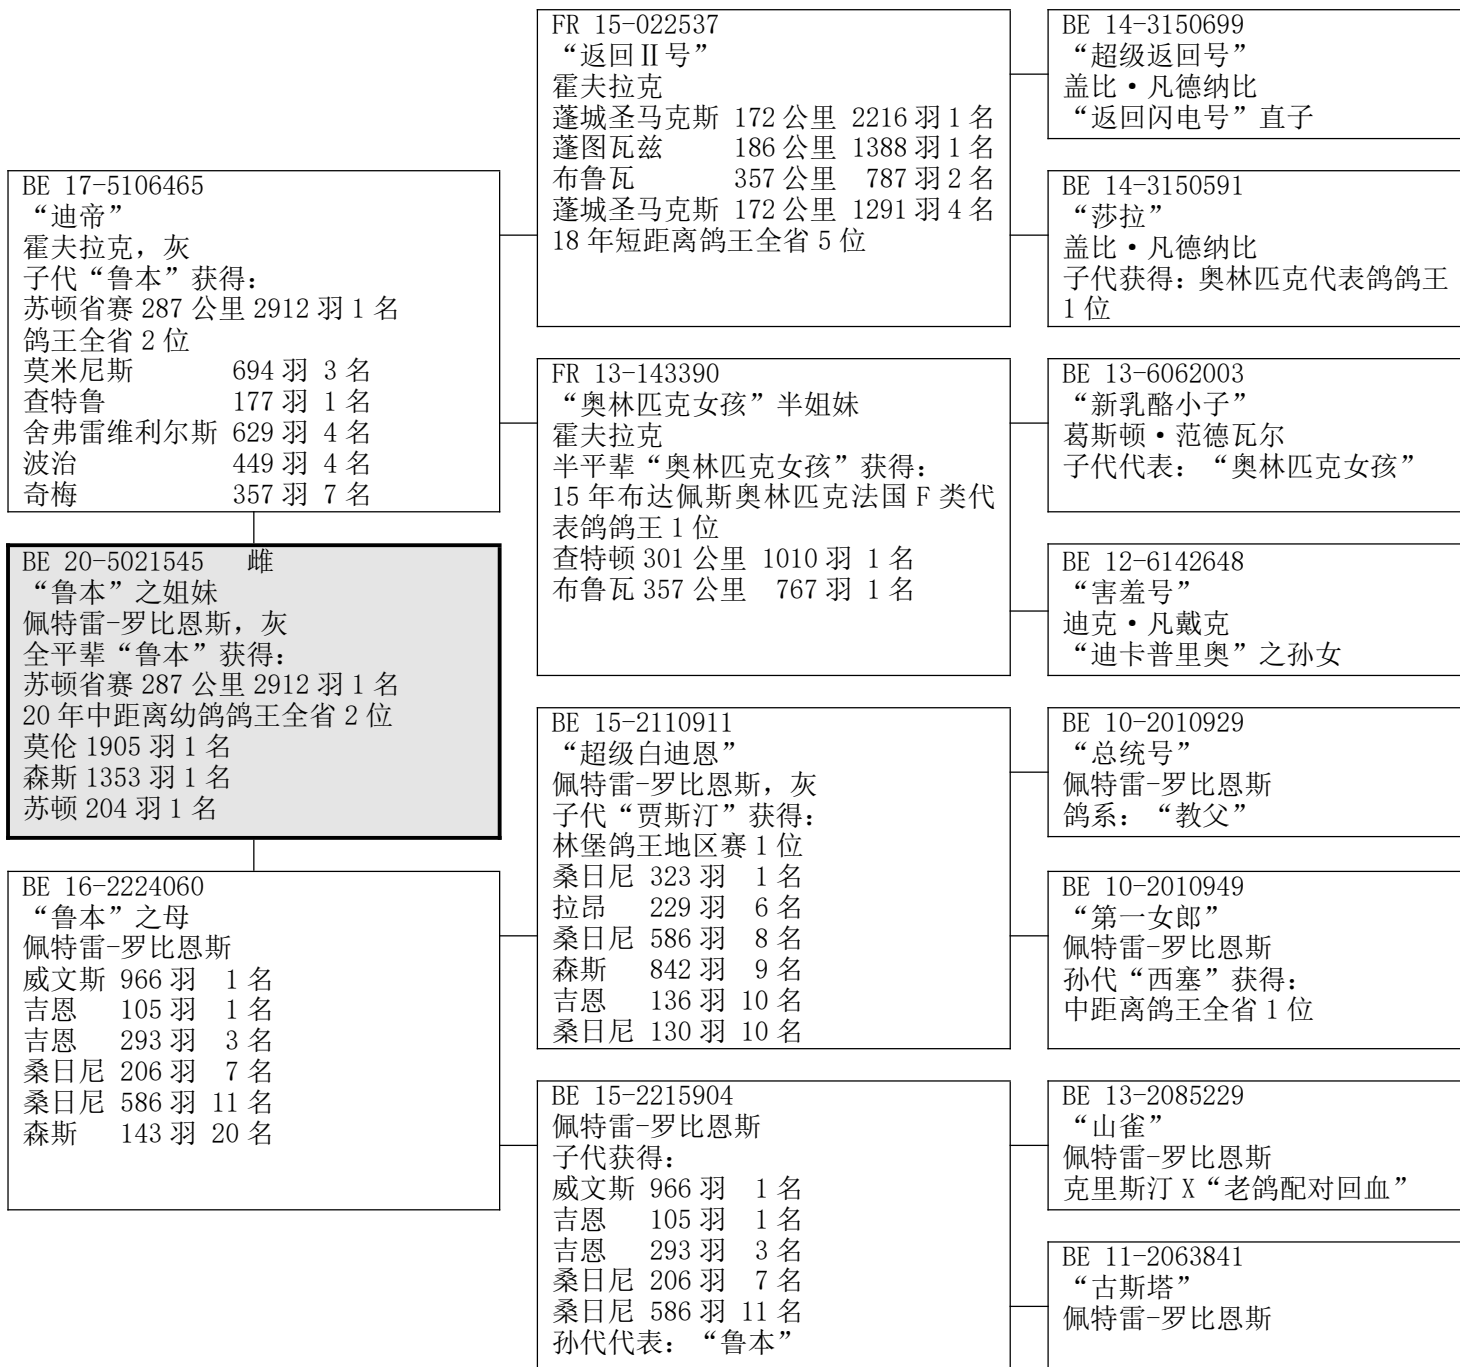 BE 17-5106465
“迪帝”
霍夫拉克，灰
子代“鲁本”获得：
苏顿省赛 287 公里 2912 羽 1 名
鸽王全省 2 位
莫米尼斯 694 羽 3 名
查特鲁 177 羽 1 名
舍弗雷维利尔斯 629 羽 4 名
波治 449 羽 4 名
奇梅 357 羽 7 名
BE 20-5021545 雌
“鲁本”之姐妹
佩特雷-罗比恩斯，灰
全平辈“鲁本”获得：
苏顿省赛 287 公里 2912 羽 1 名
20 年中距离幼鸽鸽王全省 2 位
莫伦 1905 羽 1 名
森斯 1353 羽 1 名
苏顿 204 羽 1 名
BE 16-2224060
“鲁本”之母
佩特雷-罗比恩斯
威文斯 966 羽 1 名
吉恩 105 羽 1 名
吉恩 293 羽 3 名
桑日尼 206 羽 7 名
桑日尼 586 羽 11 名
森斯 143 羽 20 名
FR 15-022537
“返回Ⅱ号”
霍夫拉克
蓬城圣马克斯 172 公里 2216 羽 1 名
蓬图瓦兹 186 公里 1388 羽 1 名
布鲁瓦 357 公里 787 羽 2 名
蓬城圣马克斯 172 公里 1291 羽 4 名
18 年短距离鸽王全省 5 位
FR 13-143390
“奥林匹克女孩”半姐妹
霍夫拉克
半平辈“奥林匹克女孩”获得：
15 年布达佩斯奥林匹克法国 F 类代
表鸽鸽王 1 位
查特顿 301 公里 1010 羽 1 名
布鲁瓦 357 公里 767 羽 1 名
BE 15-2110911
“超级白迪恩”
佩特雷-罗比恩斯，灰
子代“贾斯汀”获得：
林堡鸽王地区赛 1 位
桑日尼 323 羽 1 名
拉昂 229 羽 6 名
桑日尼 586 羽 8 名
森斯 842 羽 9 名
吉恩 136 羽 10 名
桑日尼 130 羽 10 名
BE 15-2215904
佩特雷-罗比恩斯
子代获得：
威文斯 966 羽 1 名
吉恩 105 羽 1 名
吉恩 293 羽 3 名
桑日尼 206 羽 7 名
桑日尼 586 羽 11 名
孙代代表：“鲁本”
BE 14-3150699
“超级返回号”
盖比·凡德纳比
“返回闪电号”直子
BE 14-3150591
“莎拉”
盖比·凡德纳比
子代获得：奥林匹克代表鸽鸽王
1 位
BE 13-6062003
“新乳酪小子”
葛斯顿·范德瓦尔
子代代表：“奥林匹克女孩”
BE 12-6142648
“害羞号”
迪克·凡戴克
“迪卡普里奥”之孙女
BE 10-2010929
“总统号”
佩特雷-罗比恩斯
鸽系：“教父”
BE 10-2010949
“第一女郎”
佩特雷-罗比恩斯
孙代“西塞”获得：
中距离鸽王全省 1 位
BE 13-2085229
“山雀”
佩特雷-罗比恩斯
克里斯汀 X“老鸽配对回血”
BE 11-2063841
“古斯塔”
佩特雷-罗比恩斯